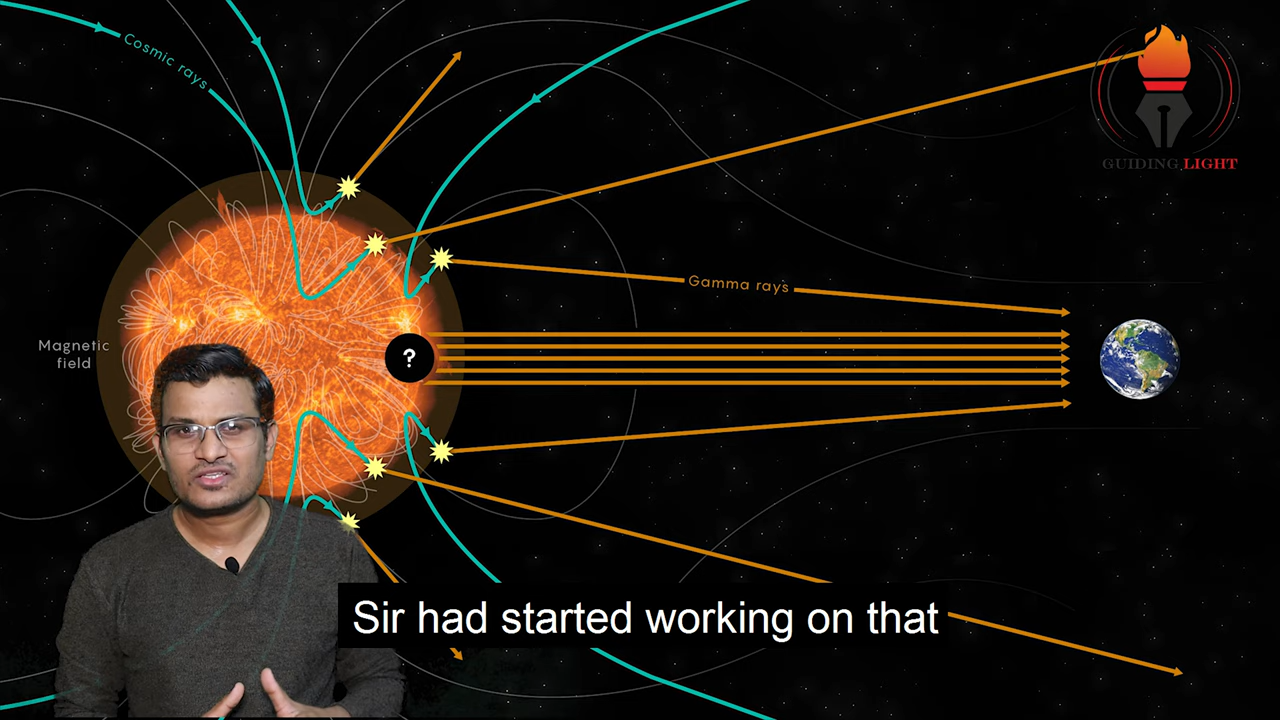 Cosmic rays
GUIDING LIGHT
Gamma rays
Magnetic
field
?
Sir had started working on that